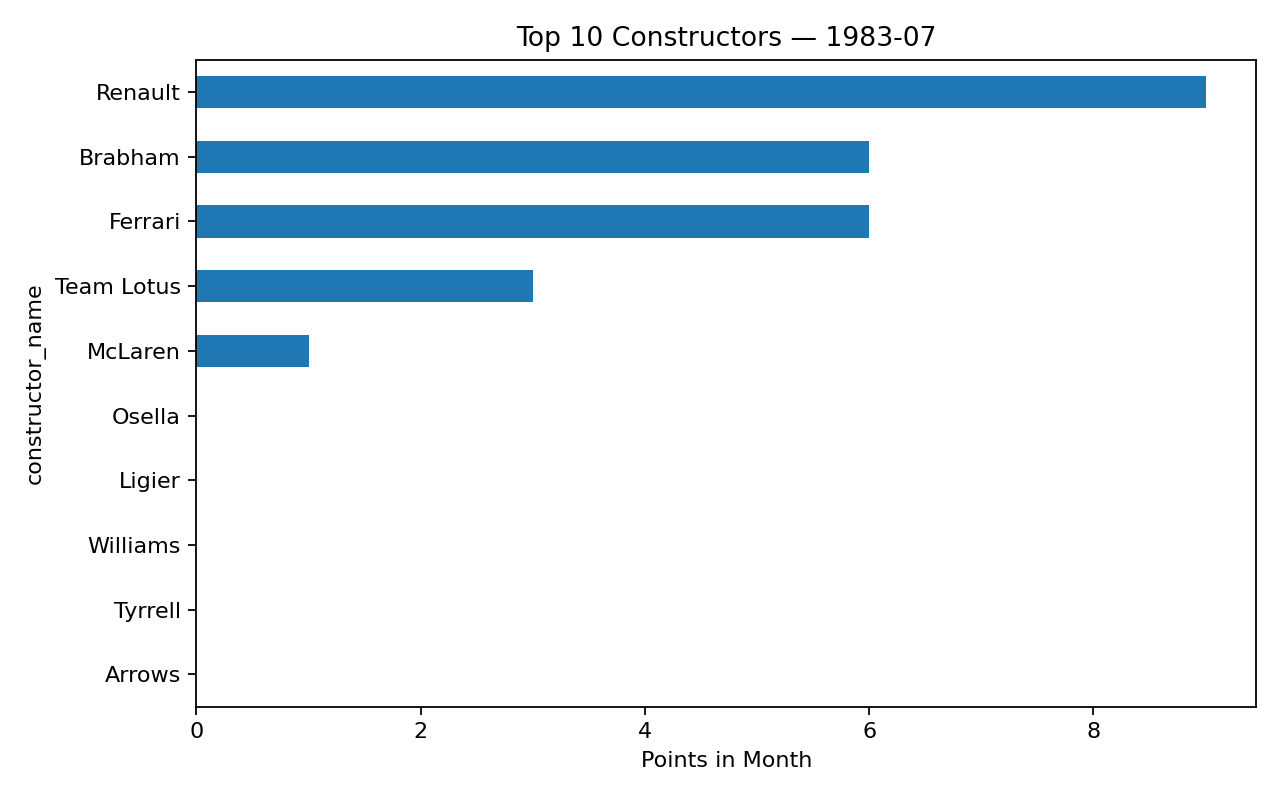 Top 10 Constructors — 1983-07
constructor_name
Renault
Brabham
Ferrari
Team Lotus
McLaren
Osella
Ligier
Williams
Tyrrell
Arrows
0 2 4 6 8
Points in Month